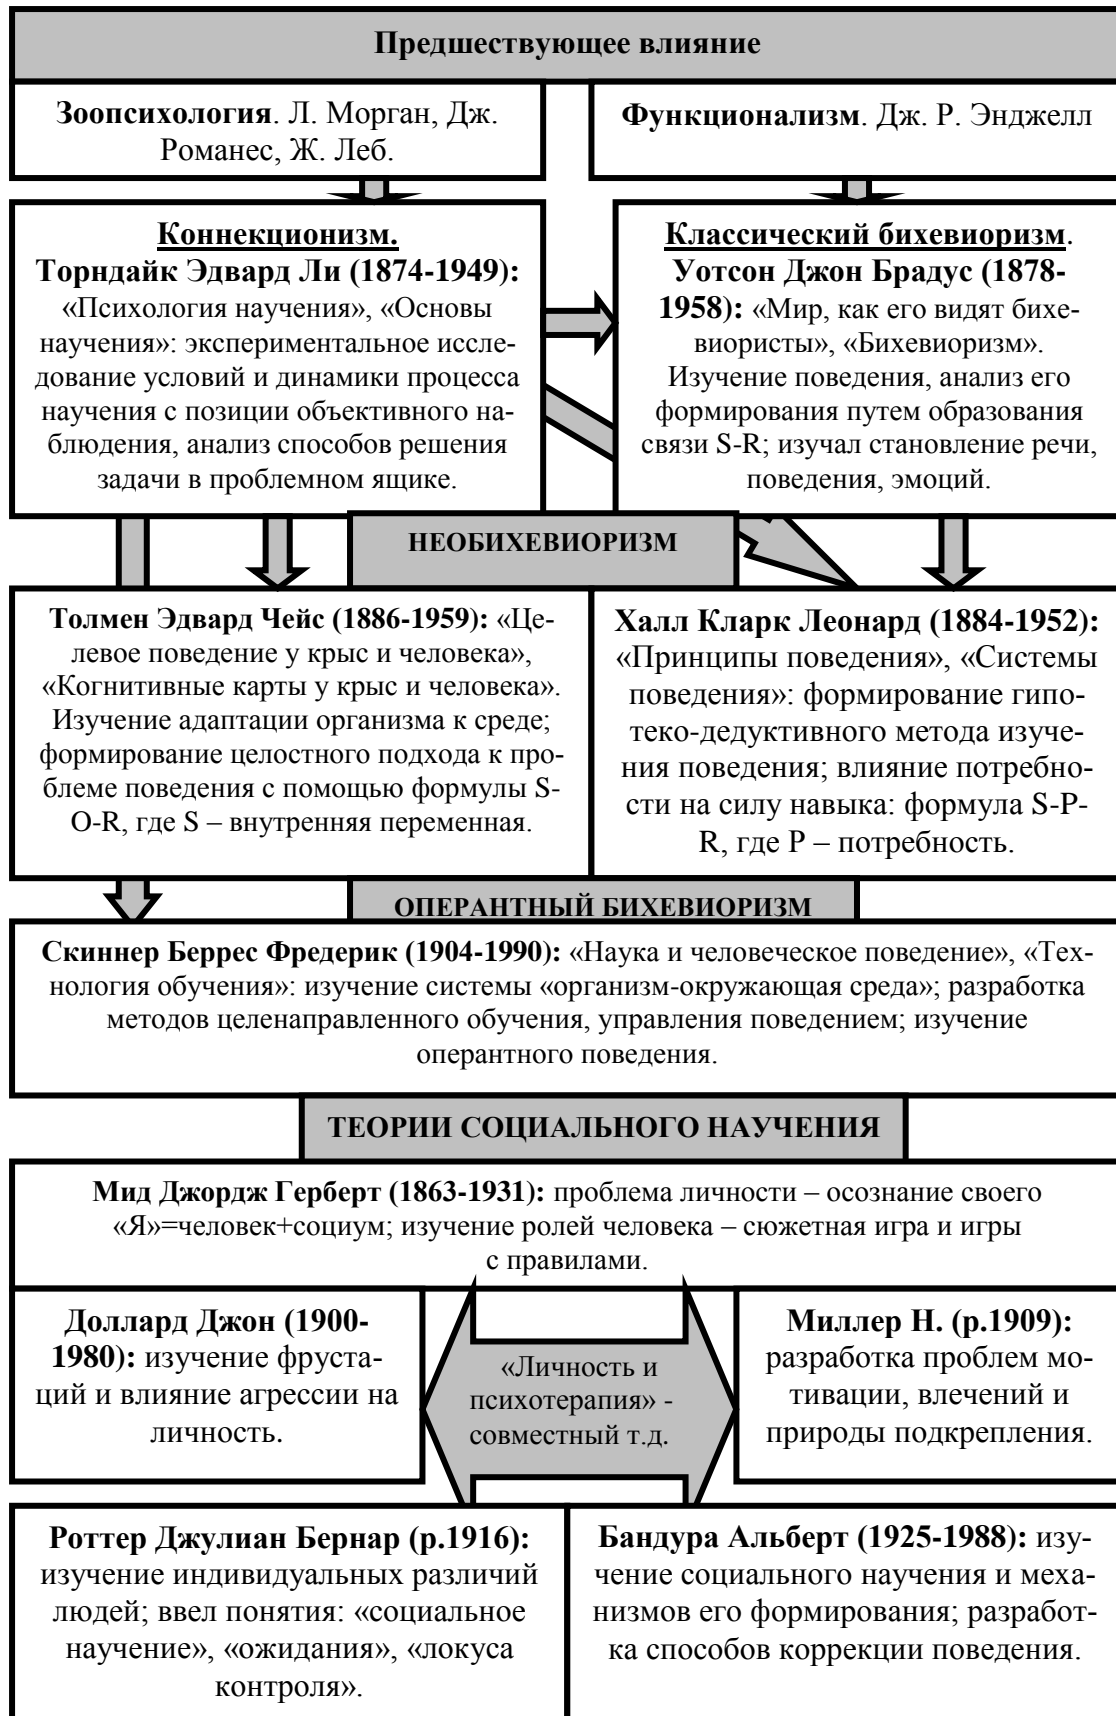 Предшествующее влияние
Зоопсихология. Л. Морган, Дж.
Романес, Ж. Леб.
Функционализм. Дж. Р. Энджелл
Коннекционизм.
Торндайк Эдвард Ли (1874-1949):
«Психология научения», «Основы
научения»: экспериментальное иссле-
дование условий и динамики процесса
научения с позиции объективного на-
блюдения, анализ способов решения
задачи в проблемном ящике.
Классический бихевиоризм.
Уотсон Джон Брадус (1878-
1958): «Мир, как его видят бихе-
виористы», «Бихевиоризм».
Изучение поведения, анализ его
формирования путем образования
связи S-R; изучал становление речи,
поведения, эмоций.
НЕОБИХЕВИОРИЗМ
Толмен Эдвард Чейс (1886-1959): «Це-
левое поведение у крыс и человека»,
«Когнитивные карты у крыс и человека».
Изучение адаптации организма к среде;
формирование целостного подхода к про-
блеме поведения с помощью формулы S-
O-R, где S – внутренняя переменная.
Халл Кларк Леонард (1884-1952):
«Принципы поведения», «Системы
поведения»: формирование гипо-
теко-дедуктивного метода изуче-
ния поведения; влияние потребно-
сти на силу навыка: формула S-P-
R, где P – потребность.
ОПЕРАНТНЫЙ БИХЕВИОРИЗМ
Скиннер Беррес Фредерик (1904-1990): «Наука и человеческое поведение», «Тех-
нология обучения»: изучение системы «организм-окружающая среда»; разработка
методов целенаправленного обучения, управления поведением; изучение
оперантного поведения.
ТЕОРИИ СОЦИАЛЬНОГО НАУЧЕНИЯ
Мид Джордж Герберт (1863-1931): проблема личности – осознание своего
«Я»=человек+социум; изучение ролей человека – сюжетная игра и игры
с правилами.
Доллард Джон (1900-
1980): изучение фруста-
ций и влияние агрессии на
личность.
«Личность и
психотерапия» -
совместный т.д.
Миллер Н. (р.1909):
разработка проблем мо-
тивации, влечений и
природы подкрепления.
Роттер Джулиан Бернар (р.1916):
изучение индивидуальных различий
людей; ввел понятия: «социальное
научение», «ожидания», «локуса
контроля».
Бандура Альберт (1925-1988): изу-
чение социального научения и меха-
низмов его формирования; разработ-
ка способов коррекции поведения.